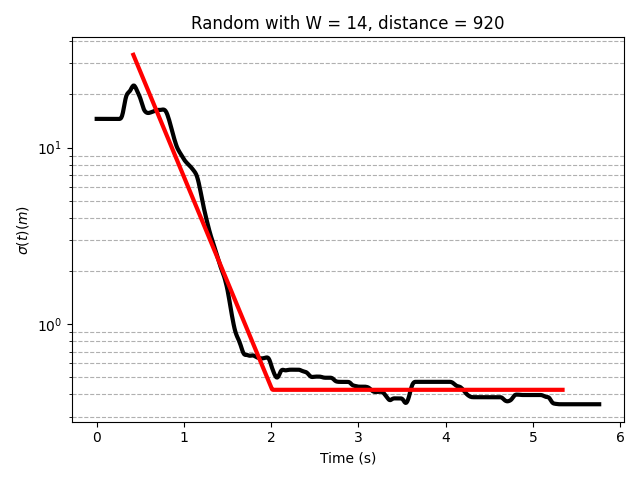 Random with W = 14, distance = 920
σ(t)(m)
10¹
10⁰
0 1 2 3 4 5 6
Time (s)